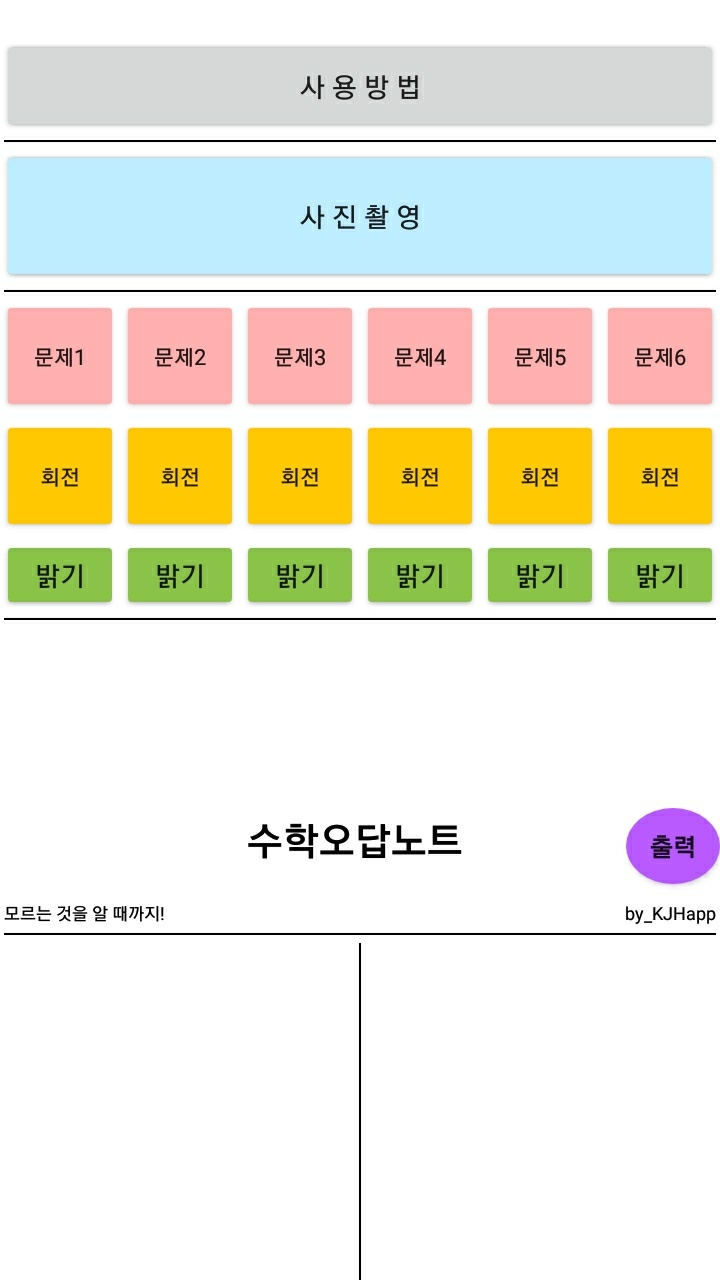 사 용 방 법
사 진 촬 영
문제1 문제2 문제3 문제4 문제5 문제6
회전 회전 회전 회전 회전 회전
밝기 밝기 밝기 밝기 밝기 밝기
수학오답노트 출력
모르는 것을 알 때까지! by_KJHapp